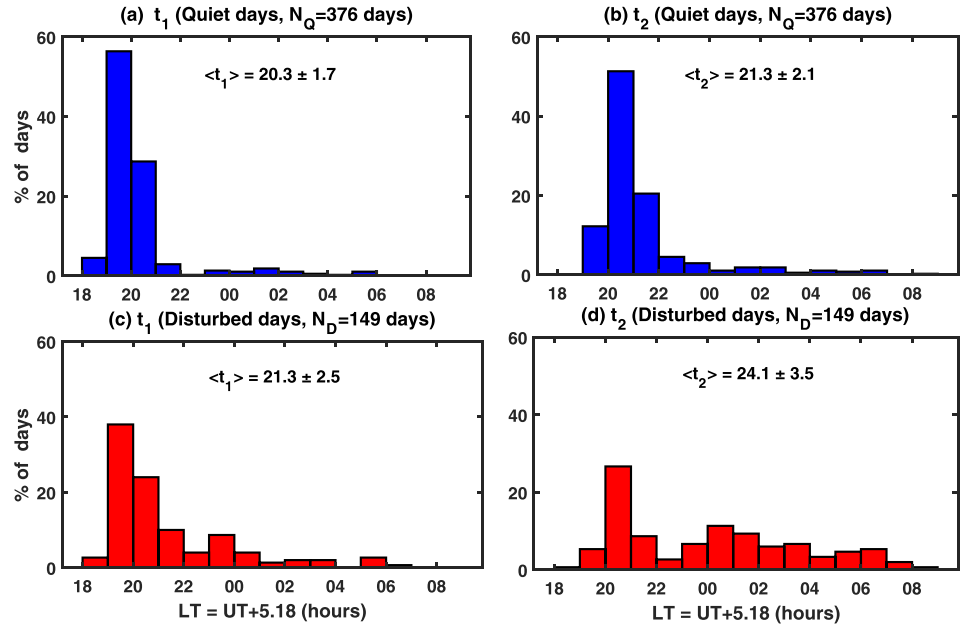 (a) t1 (Quiet days, NQ=376 days)
60
40
20
0
% of days
<t1> = 20.3 ± 1.7
18 20 22 00 02 04 06 08
(b) t2 (Quiet days, NQ=376 days)
60
40
20
0
<t2> = 21.3 ± 2.1
18 20 22 00 02 04 06 08
(c) t1 (Disturbed days, ND=149 days)
60
40
20
0
% of days
<t1> = 21.3 ± 2.5
18 20 22 00 02 04 06 08
LT = UT+5.18 (hours)
(d) t2 (Disturbed days, ND=149 days)
60
40
20
0
<t2> = 24.1 ± 3.5
18 20 22 00 02 04 06 08
LT = UT+5.18 (hours)